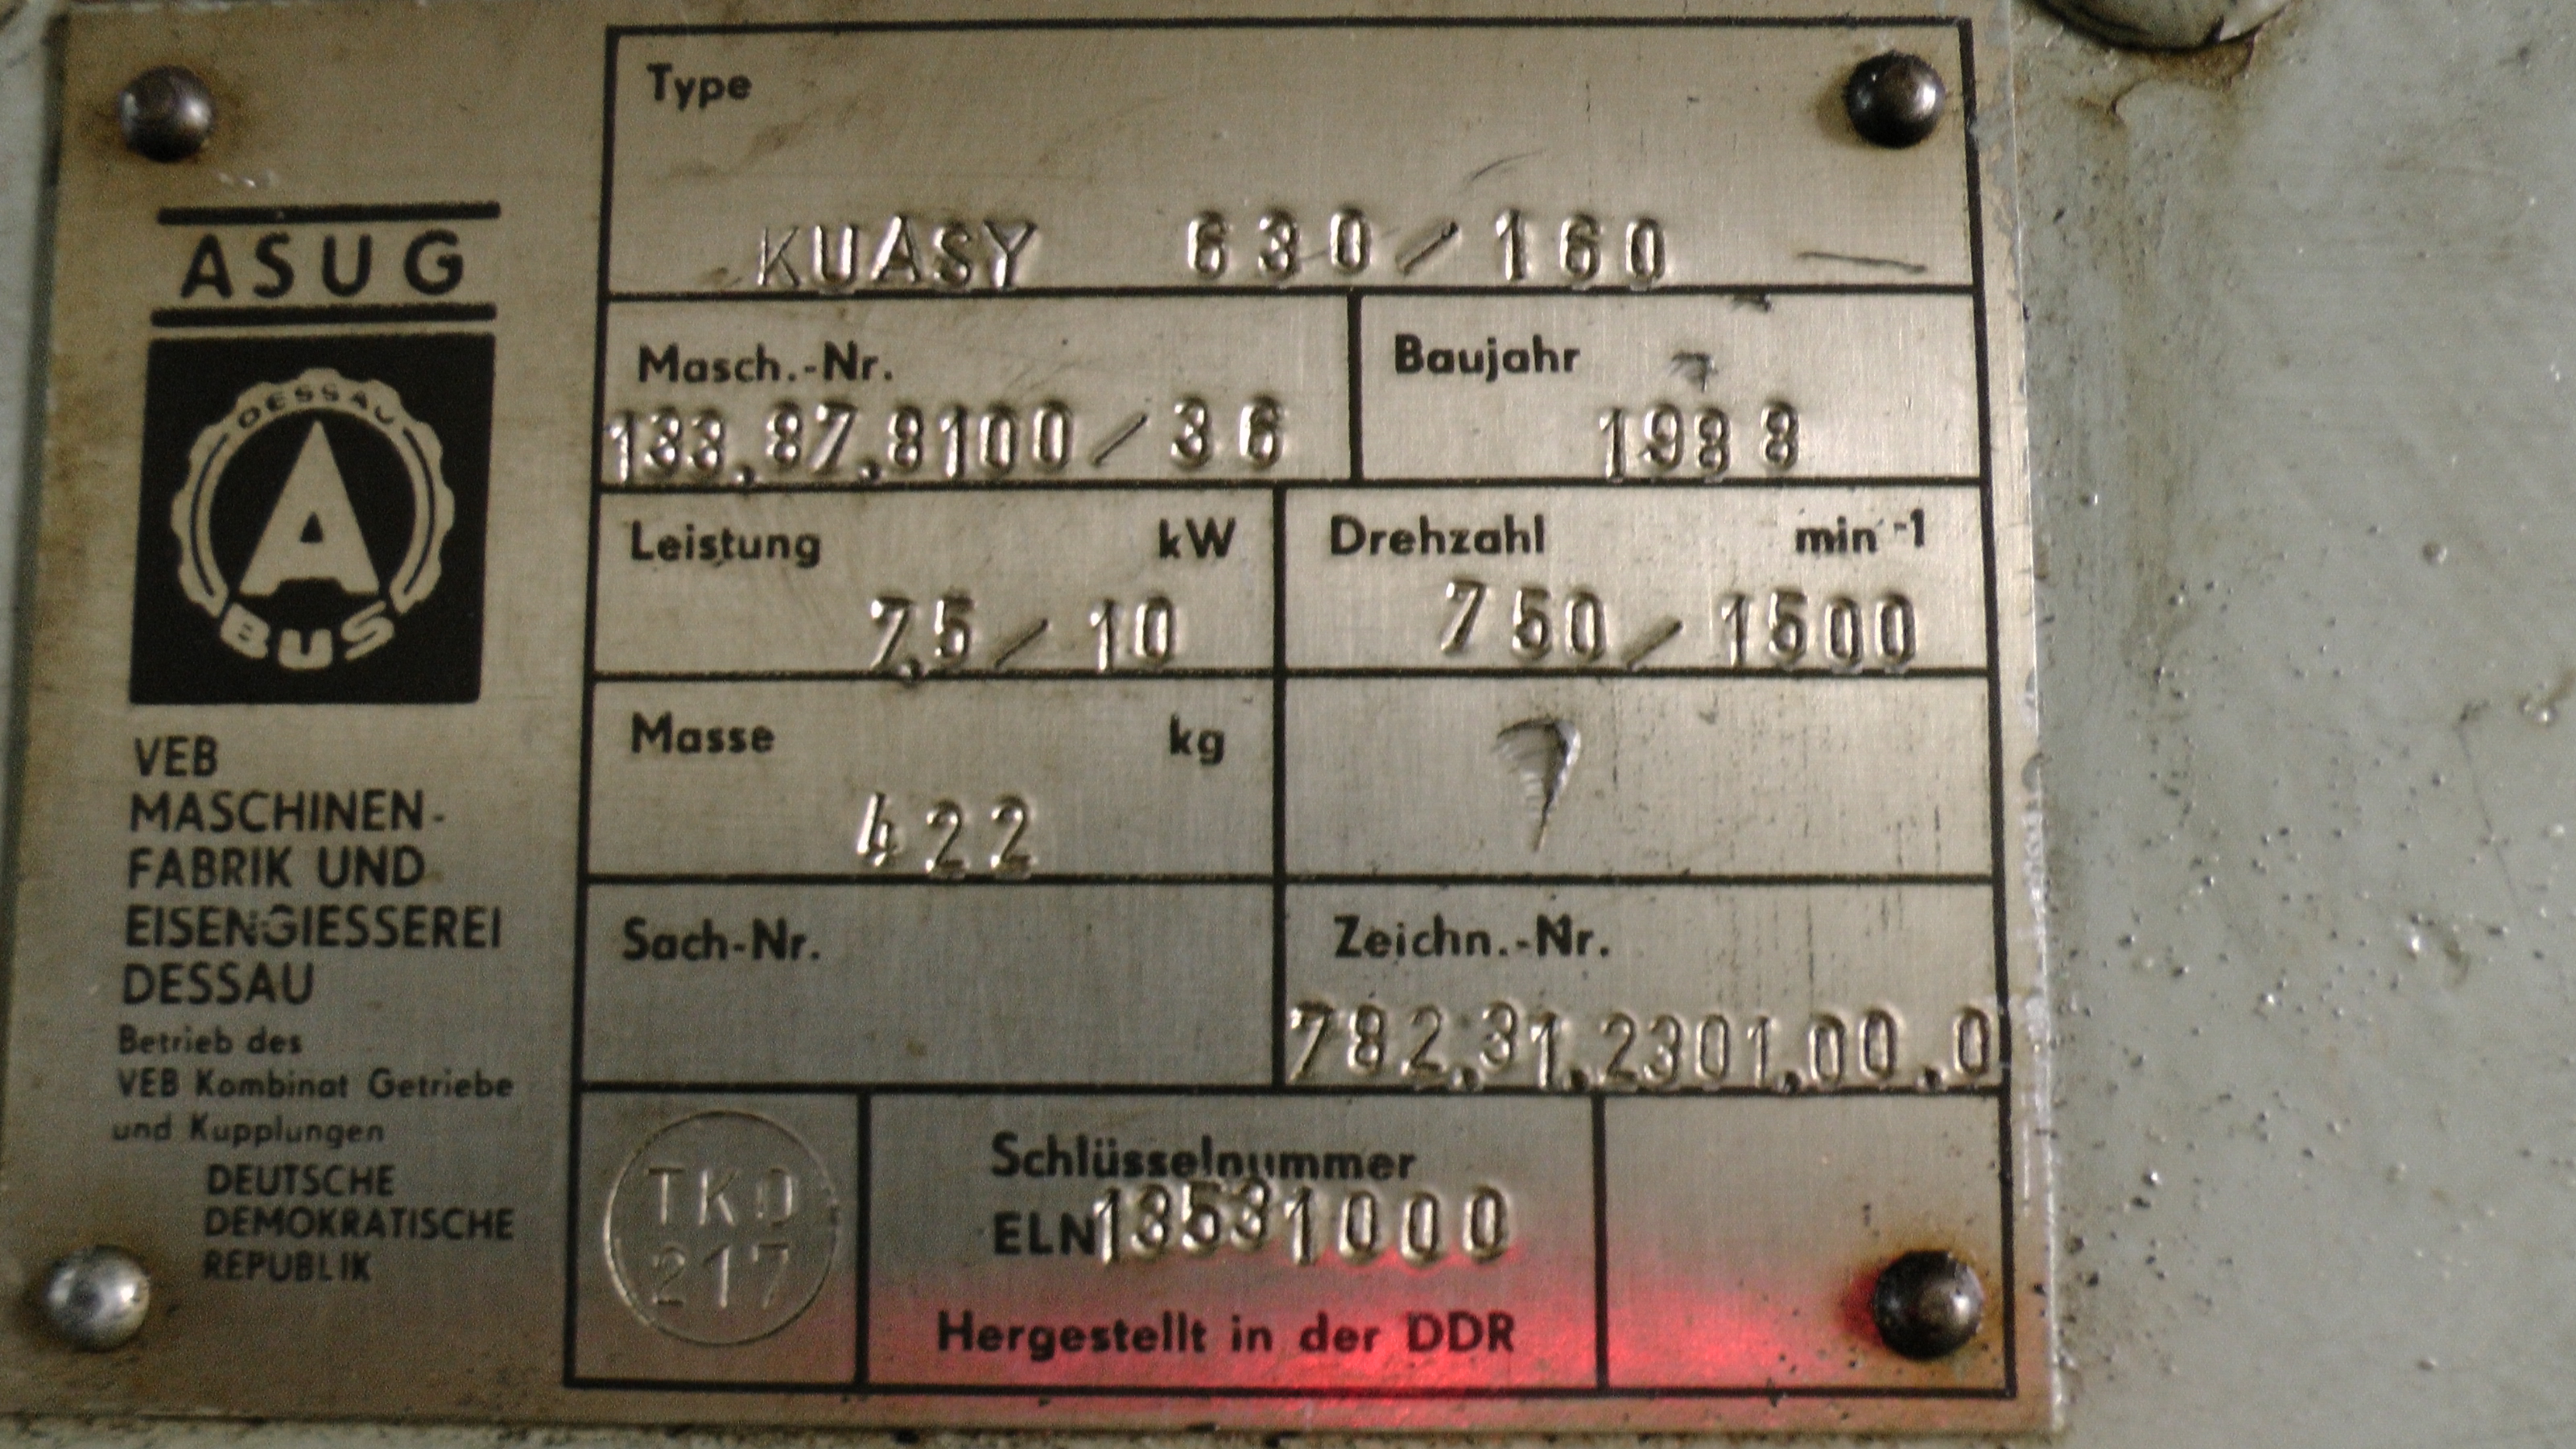 ASUG
DESSAU
A
BUS
VEB
MASCHINEN-
FABRIK UND
EISENGIESSEREI
DESSAU
Betrieb des
VEB Kombinat Getriebe
und Kupplungen
DEUTSCHE
DEMOKRATISCHE
REPUBLIK
Type
KUASY 630/160
Masch.-Nr.
133.87.8100/36
Baujahr
1988
Leistung kW
7,5/10
Drehzahl min-1
750/1500
Masse kg
422
Sach-Nr.
Zeichn.-Nr.
782.31.2301.00.0
TKO
217
Schlüsselnummer
ELN 13531000
Hergestellt in der DDR